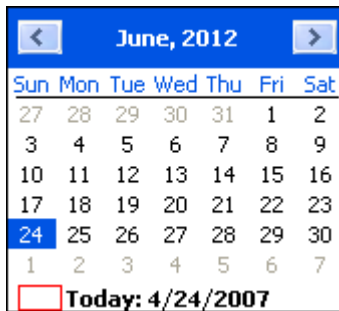 June, 2012
Sun Mon Tue Wed Thu Fri Sat
27 28 29 30 31 1 2
3 4 5 6 7 8 9
10 11 12 13 14 15 16
17 18 19 20 21 22 23
24 25 26 27 28 29 30
1 2 3 4 5 6 7
Today: 4/24/2007